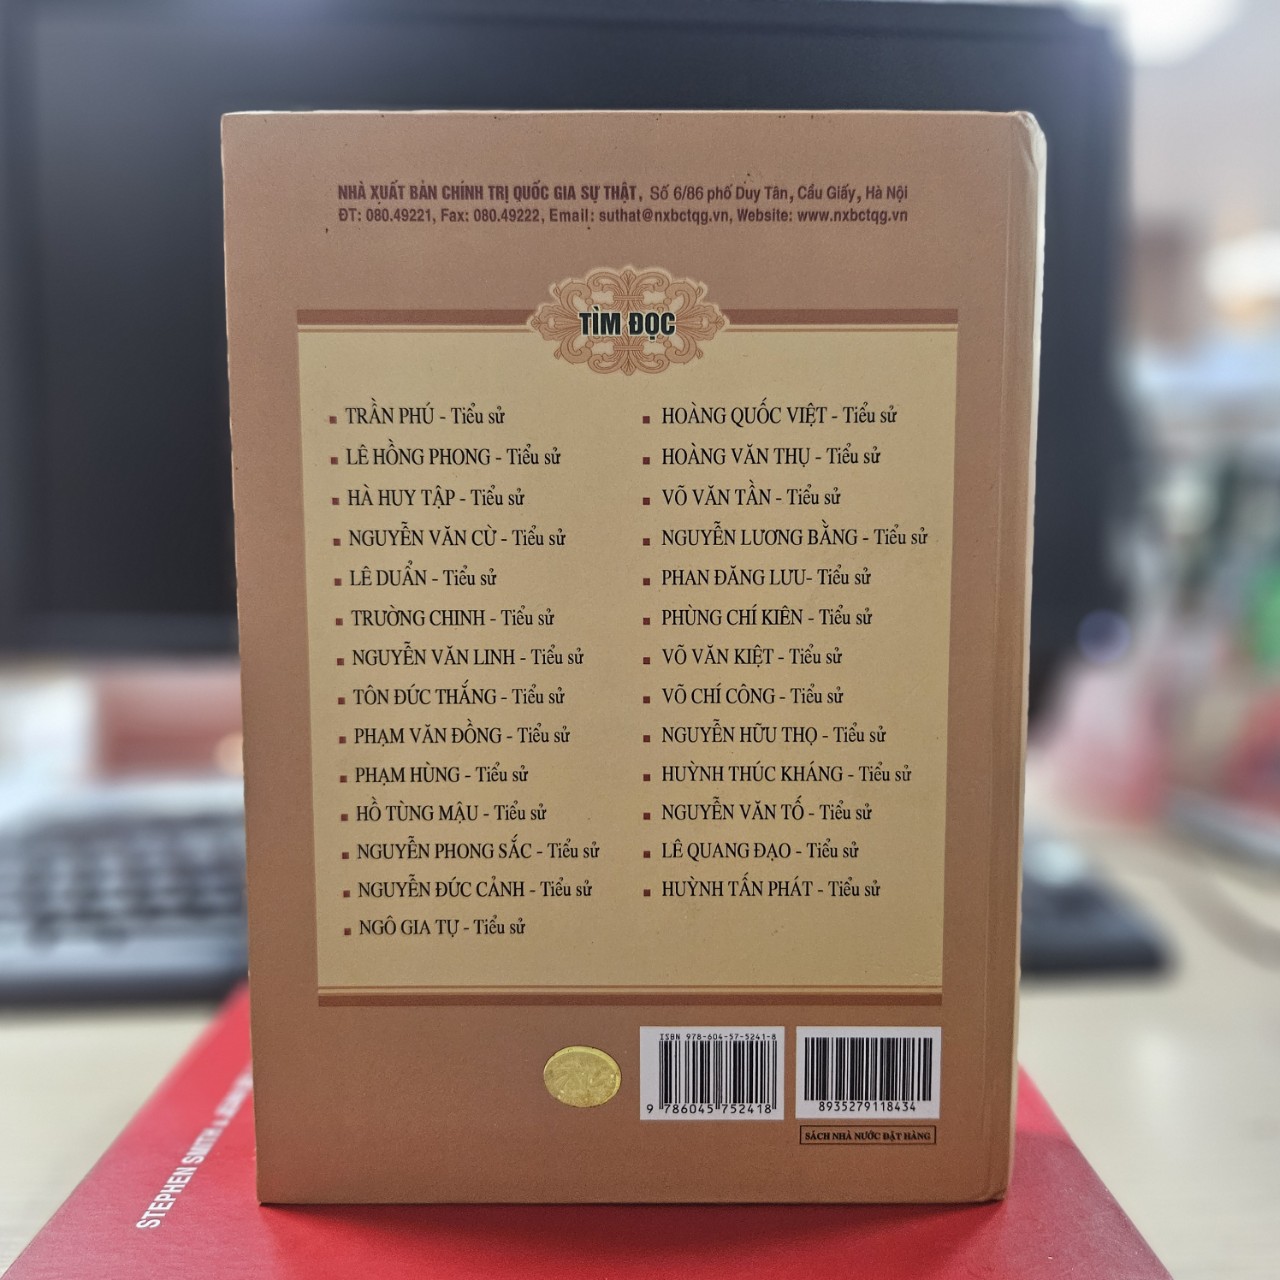 NHÀ XUẤT BẢN CHÍNH TRỊ QUỐC GIA SỰ THẬT, Số 6/86 phố Duy Tân, Cầu Giấy, Hà Nội
ĐT: 080.49221, Fax: 080.49222, Email: suthat@nxbctqg.vn, Website: www.nxbctqg.vn
TÌM ĐỌC
TRẦN PHÚ - Tiểu sử
LÊ HỒNG PHONG - Tiểu sử
HÀ HUY TẬP - Tiểu sử
NGUYỄN VĂN CỪ - Tiểu sử
LÊ DUẨN - Tiểu sử
TRƯỜNG CHINH - Tiểu sử
NGUYỄN VĂN LINH - Tiểu sử
TÔN ĐỨC THẮNG - Tiểu sử
PHẠM VĂN ĐỒNG - Tiểu sử
PHẠM HÙNG - Tiểu sử
HỒ TÙNG MẬU - Tiểu sử
NGUYỄN PHONG SẮC - Tiểu sử
NGUYỄN ĐỨC CẢNH - Tiểu sử
NGÔ GIA TỰ - Tiểu sử
HOÀNG QUỐC VIỆT - Tiểu sử
HOÀNG VĂN THỤ - Tiểu sử
VÕ VĂN TẦN - Tiểu sử
NGUYỄN LƯƠNG BẰNG - Tiểu sử
PHAN ĐĂNG LƯU- Tiểu sử
PHÙNG CHÍ KIÊN - Tiểu sử
VÕ VĂN KIỆT - Tiểu sử
VÕ CHÍ CÔNG - Tiểu sử
NGUYỄN HỮU THỌ - Tiểu sử
HUỲNH THÚC KHÁNG - Tiểu sử
NGUYỄN VĂN TỐ - Tiểu sử
LÊ QUANG ĐẠO - Tiểu sử
HUỲNH TẤN PHÁT - Tiểu sử
ISBN 978-604-57-5241-8
9 786045 752418
8935279118434
SÁCH NHÀ NƯỚC ĐẶT HÀNG
STEPHEN SMITH